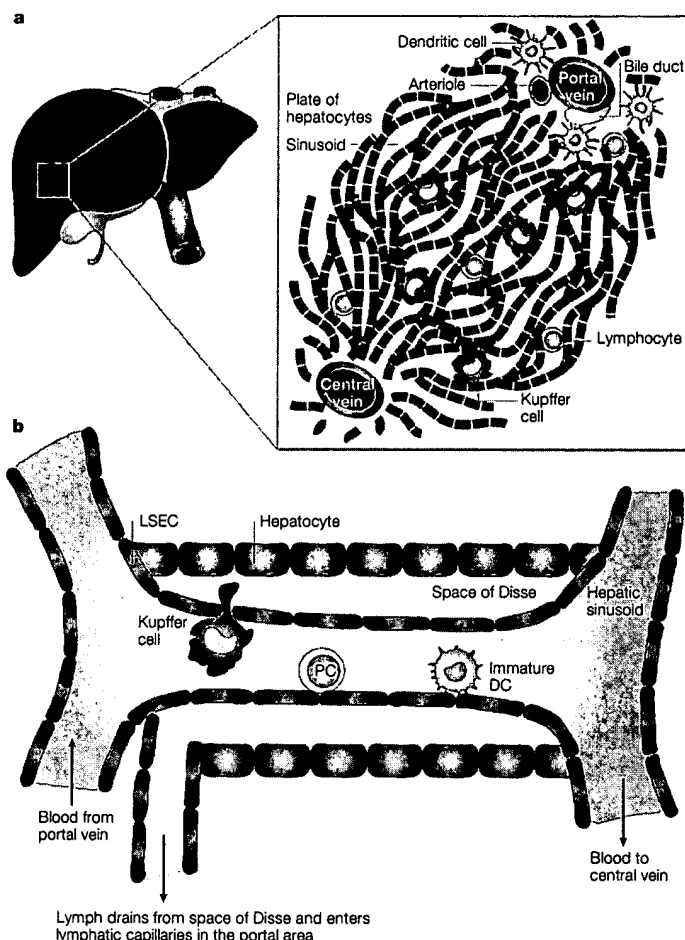 a
Dendritic cell
Bile duct
Arteriole
Portal
vein
Plate of
hepatocytes
Sinusoid
Lymphocyte
Central
vein
Kupffer
cell
b
LSEC
Hepatocyte
Space of Disse
Hepatic
sinusoid
Kupffer
cell
PC
Immature
DC
Blood from
portal vein
Blood to
central vein
Lymph drains from space of Disse and enters
lymphatic capillaries in the portal area